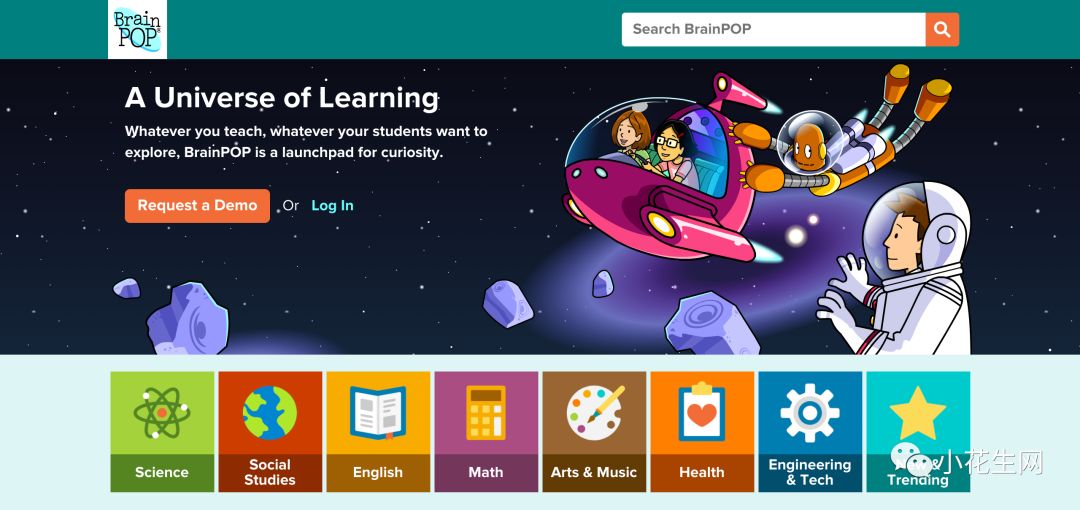 Brain
POP
Search BrainPOP
A Universe of Learning
Whatever you teach, whatever your students want to
explore, BrainPOP is a launchpad for curiosity.
Request a Demo Or Log In
Science
Social
Studies
English
Math
Arts & Music
Health
Engineering
& Tech
&
Trending
小花生网